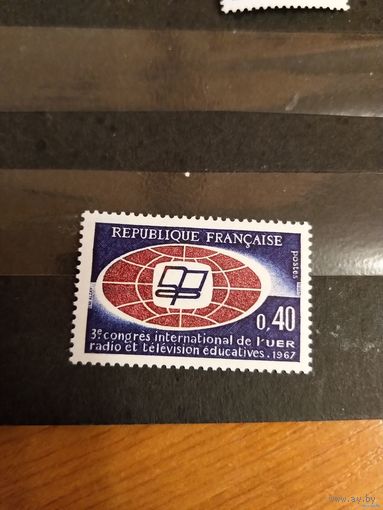 REPUBLIQUE FRANÇAISE
postes
0,40
3e congrès international de l'UER
radio et télévision éducatives.1967
www.ay.by